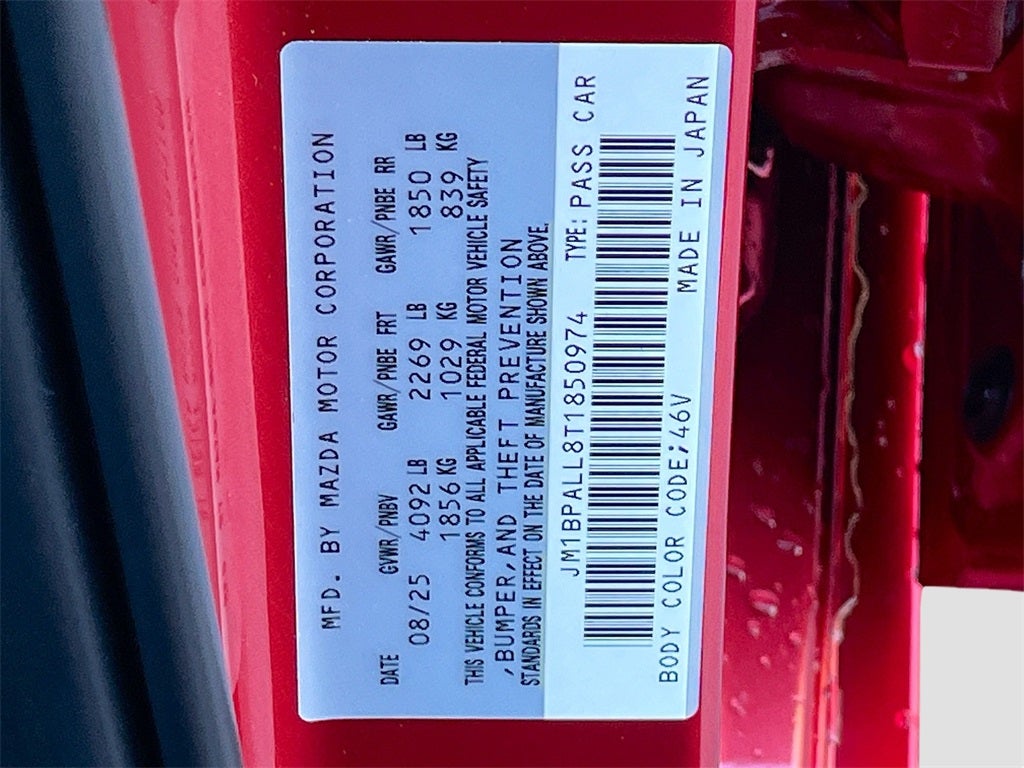 MFD. BY MAZDA MOTOR CORPORATION
DATE GVWR/PNBV GAWR/PNBE FRT GAWR/PNBE RR
08/25 4092 LB 2269 LB 1850 LB
1856 KG 1029 KG 839 KG
THIS VEHICLE CONFORMS TO ALL APPLICABLE FEDERAL MOTOR VEHICLE SAFETY
,BUMPER,AND THEFT PREVENTION
STANDARDS IN EFFECT ON THE DATE OF MANUFACTURE SHOWN ABOVE.
JM1BPALL8T1850974 TYPE: PASS CAR
BODY COLOR CODE;46V MADE IN JAPAN